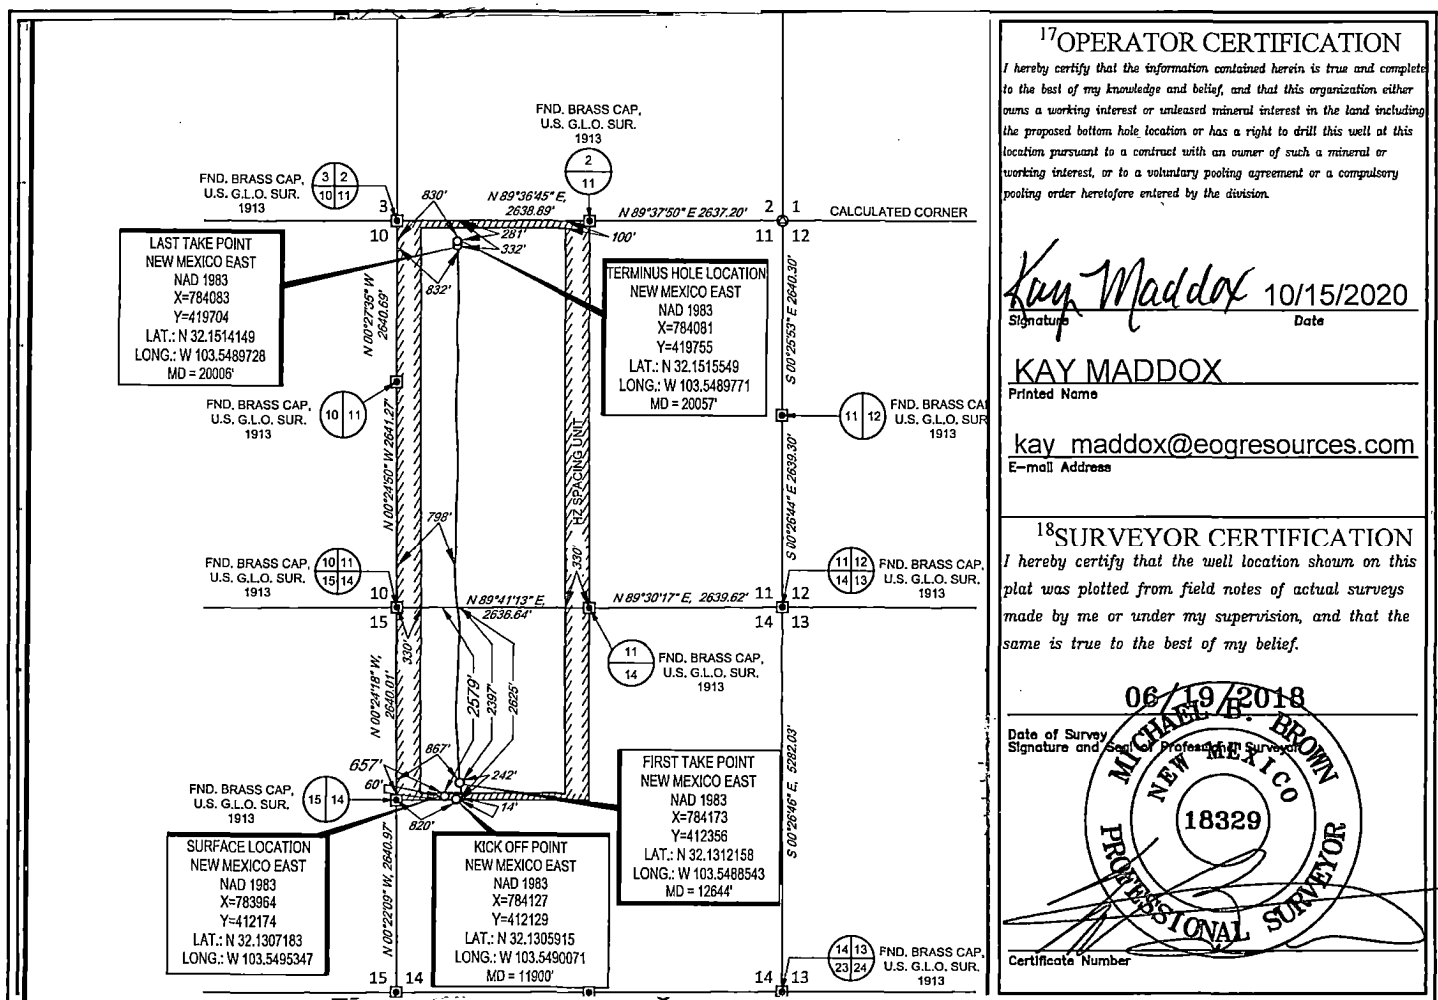 FND. BRASS CAP,
U.S. G.L.O. SUR.
1913
2
11
FND. BRASS CAP,
U.S. G.L.O. SUR.
1913
3 2
10 11
830'
N 89°36'45" E,
2638.69'
N 89°37'50" E 2637.20'
3
2 1
CALCULATED CORNER
10
11 12
281'
332'
100'
832'
LAST TAKE POINT
NEW MEXICO EAST
NAD 1983
X=784083
Y=419704
LAT.: N 32.1514149
LONG.: W 103.5489728
MD = 20006'
TERMINUS HOLE LOCATION
NEW MEXICO EAST
NAD 1983
X=784081
Y=419755
LAT.: N 32.1515549
LONG.: W 103.5489771
MD = 20057'
N 00°27'35" W
2640.69'
S 00°25'53" E 2640.30'
FND. BRASS CAP,
U.S. G.L.O. SUR.
1913
10 11
11 12
FND. BRASS CAP
U.S. G.L.O. SUR
1913
N 00°24'50" W 2641.27'
HZ SPACING UNIT
S 00°26'44" E 2639.30'
798'
FND. BRASS CAP,
U.S. G.L.O. SUR.
1913
10 11
15 14
330'
11 12
14 13
FND. BRASS CAP,
U.S. G.L.O. SUR.
1913
10
N 89°41'13" E,
2636.64'
N 89°30'17" E, 2639.62'
11 12
15
14 13
330'
11
14
FND. BRASS CAP,
U.S. G.L.O. SUR.
1913
N 00°24'18" W,
2640.01'
2579'
2397'
2625'
S 00°26'46" E, 5282.03'
867'
657'
60'
242'
14'
820'
FND. BRASS CAP,
U.S. G.L.O. SUR.
1913
15 14
FIRST TAKE POINT
NEW MEXICO EAST
NAD 1983
X=784173
Y=412356
LAT.: N 32.1312158
LONG.: W 103.5488543
MD = 12644'
SURFACE LOCATION
NEW MEXICO EAST
NAD 1983
X=783964
Y=412174
LAT.: N 32.1307183
LONG.: W 103.5495347
N 00°22'09" W, 2640.97'
KICK OFF POINT
NEW MEXICO EAST
NAD 1983
X=784127
Y=412129
LAT.: N 32.1305915
LONG.: W 103.5490071
MD = 11900'
15 14
14 13
14 13
23 24
FND. BRASS CAP,
U.S. G.L.O. SUR.
1913
17 OPERATOR CERTIFICATION
I hereby certify that the information contained herein is true and complete
to the best of my knowledge and belief, and that this organization either
owns a working interest or unleased mineral interest in the land including
the proposed bottom hole location or has a right to drill this well at this
location pursuant to a contract with an owner of such a mineral or
working interest, or to a voluntary pooling agreement or a compulsory
pooling order heretofore entered by the division.
Kay Maddox 10/15/2020
Signature Date
KAY MADDOX
Printed Name
kay_maddox@eogresources.com
E-mail Address
18 SURVEYOR CERTIFICATION
I hereby certify that the well location shown on this
plat was plotted from field notes of actual surveys
made by me or under my supervision, and that the
same is true to the best of my belief.
06/19/2018
Date of Survey
Signature and Seal of Professional Surveyor
MICHAEL B. BROWN
NEW MEXICO
18329
PROFESSIONAL SURVEYOR
Certificate Number